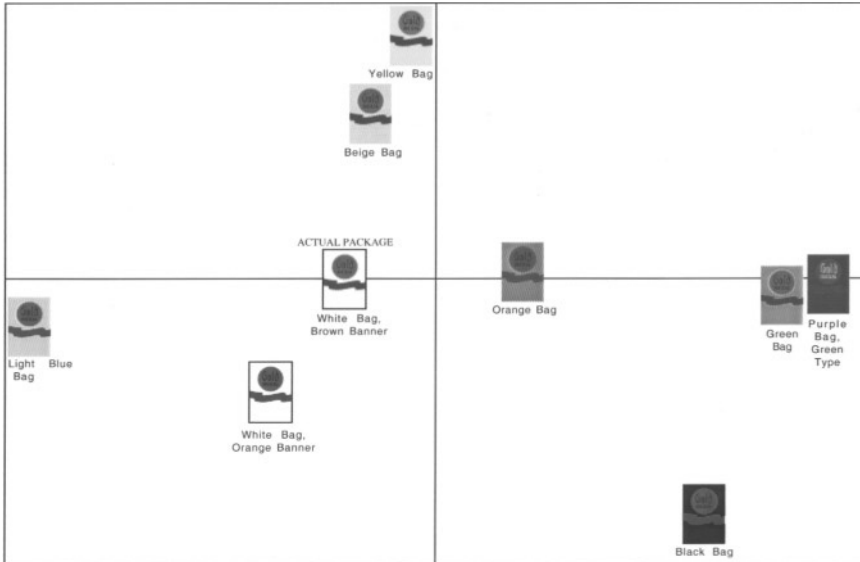 Yellow Bag
Beige Bag
ACTUAL PACKAGE
White Bag,
Brown Banner
Orange Bag
Green
Bag
Purple
Bag,
Green
Type
Light Blue
Bag
White Bag,
Orange Banner
Black Bag